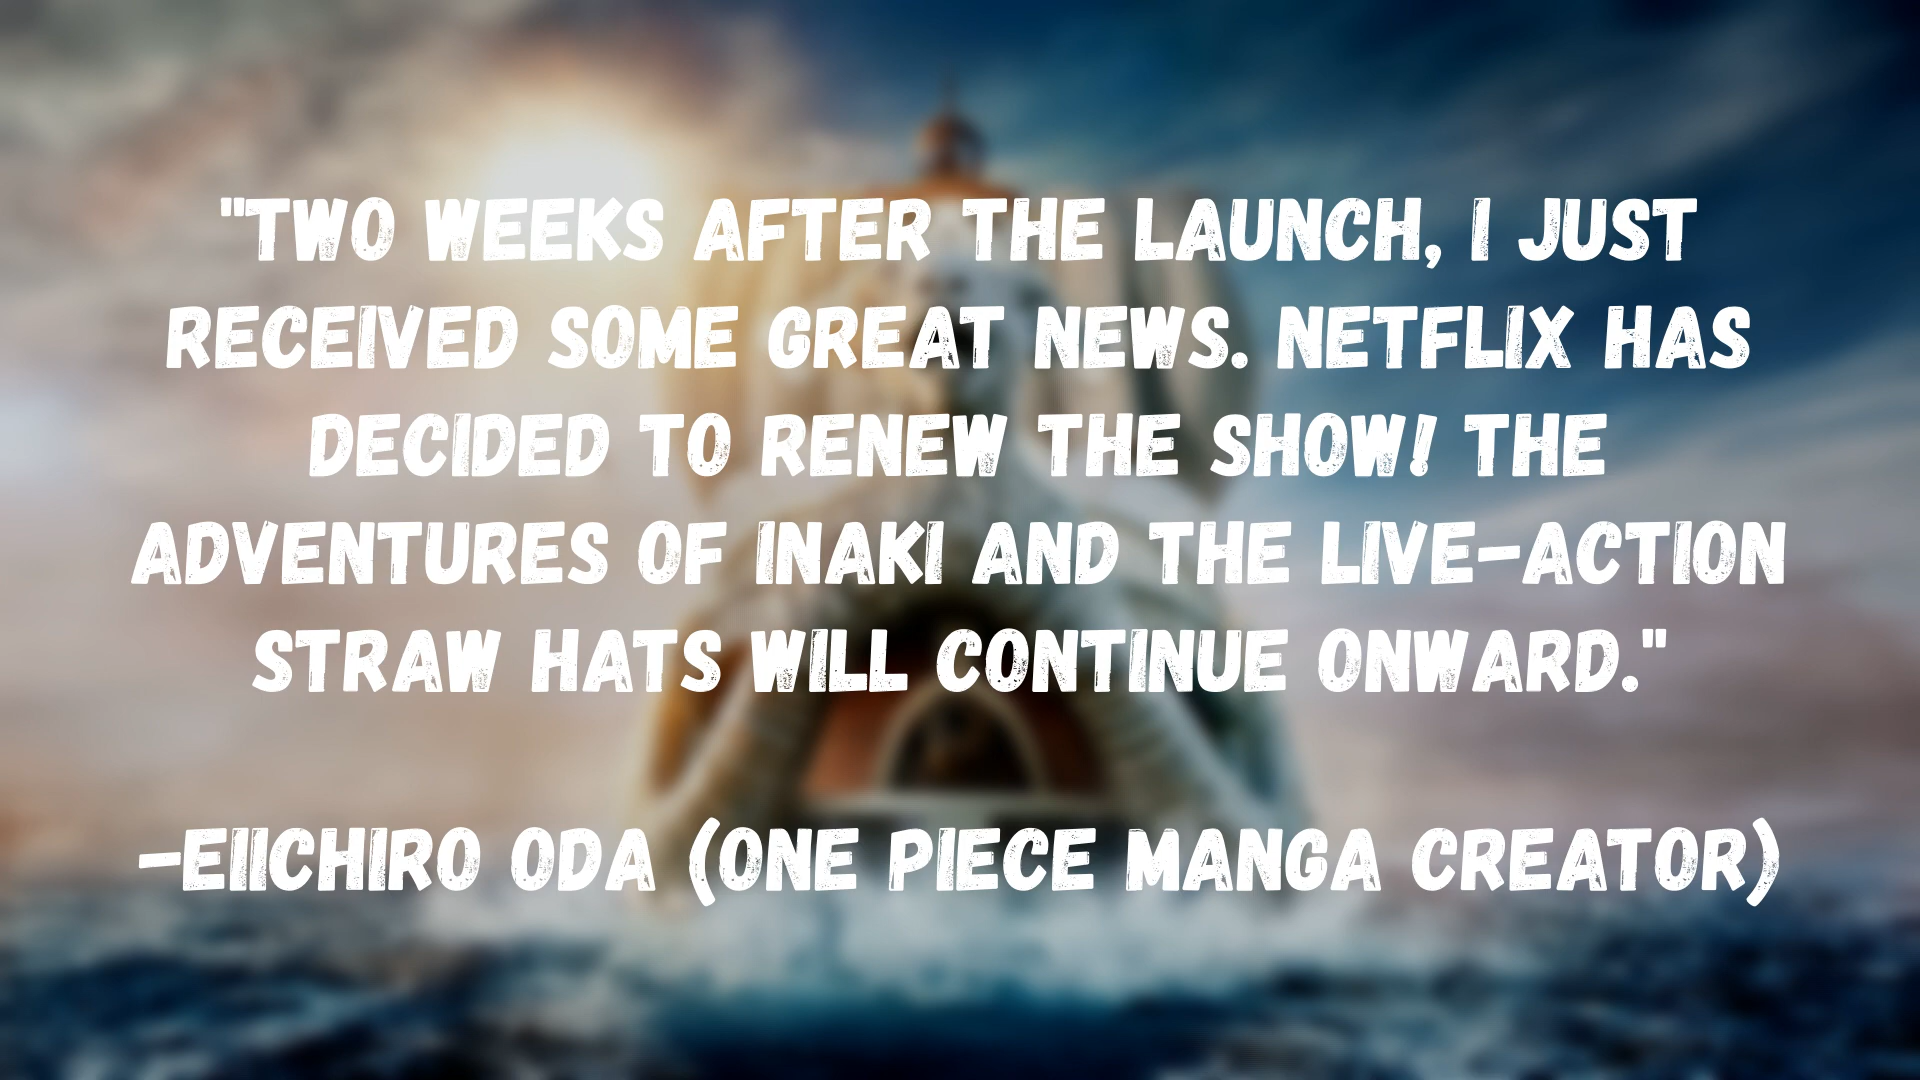 "TWO WEEKS AFTER THE LAUNCH, I JUST
RECEIVED SOME GREAT NEWS. NETFLIX HAS
DECIDED TO RENEW THE SHOW! THE
ADVENTURES OF INAKI AND THE LIVE-ACTION
STRAW HATS WILL CONTINUE ONWARD."
-EIICHIRO ODA (ONE PIECE MANGA CREATOR)